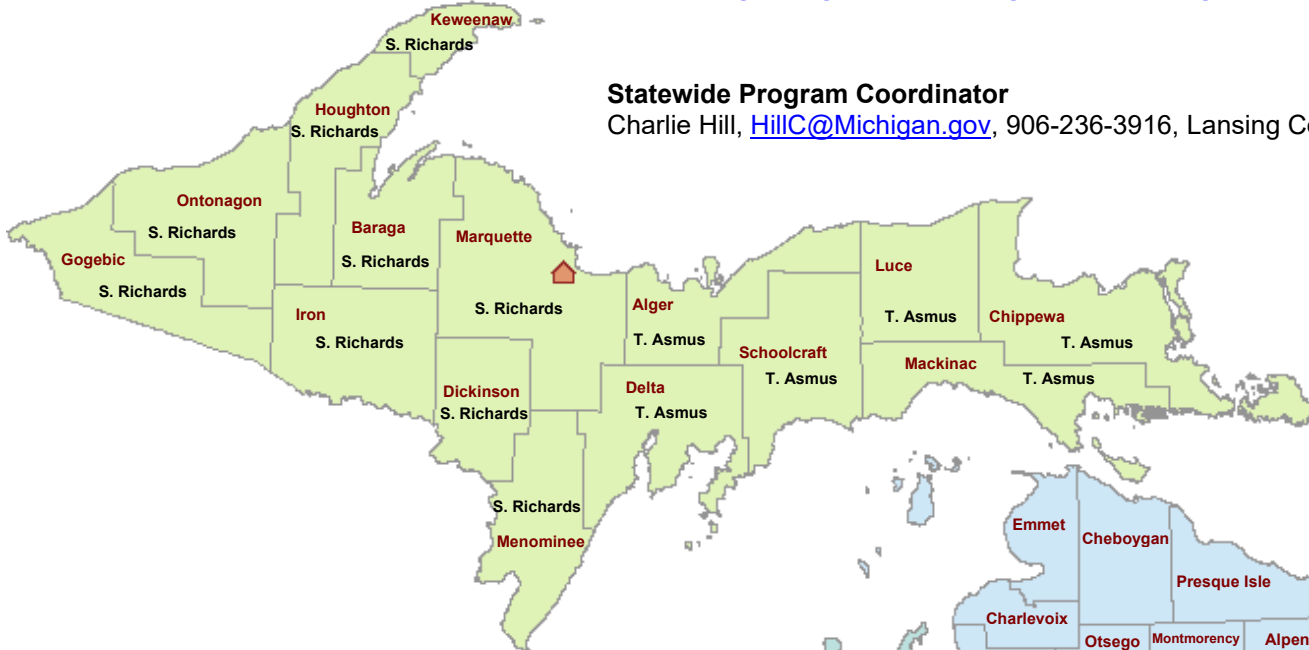 Keweenaw
S. Richards
Statewide Program Coordinator
Charlie Hill, HillC@Michigan.gov, 906-236-3916, Lansing
Houghton
S. Richards
Ontonagon
S. Richards
Baraga
S. Richards
Marquette
S. Richards
Gogebic
S. Richards
Iron
S. Richards
Alger
T. Asmus
Luce
T. Asmus
Chippewa
T. Asmus
Schoolcraft
T. Asmus
Mackinac
T. Asmus
Dickinson
S. Richards
Delta
T. Asmus
S. Richards
Menominee
Emmet
Cheboygan
Presque Isle
Charlevoix
Otsego
Montmorency
Alpen